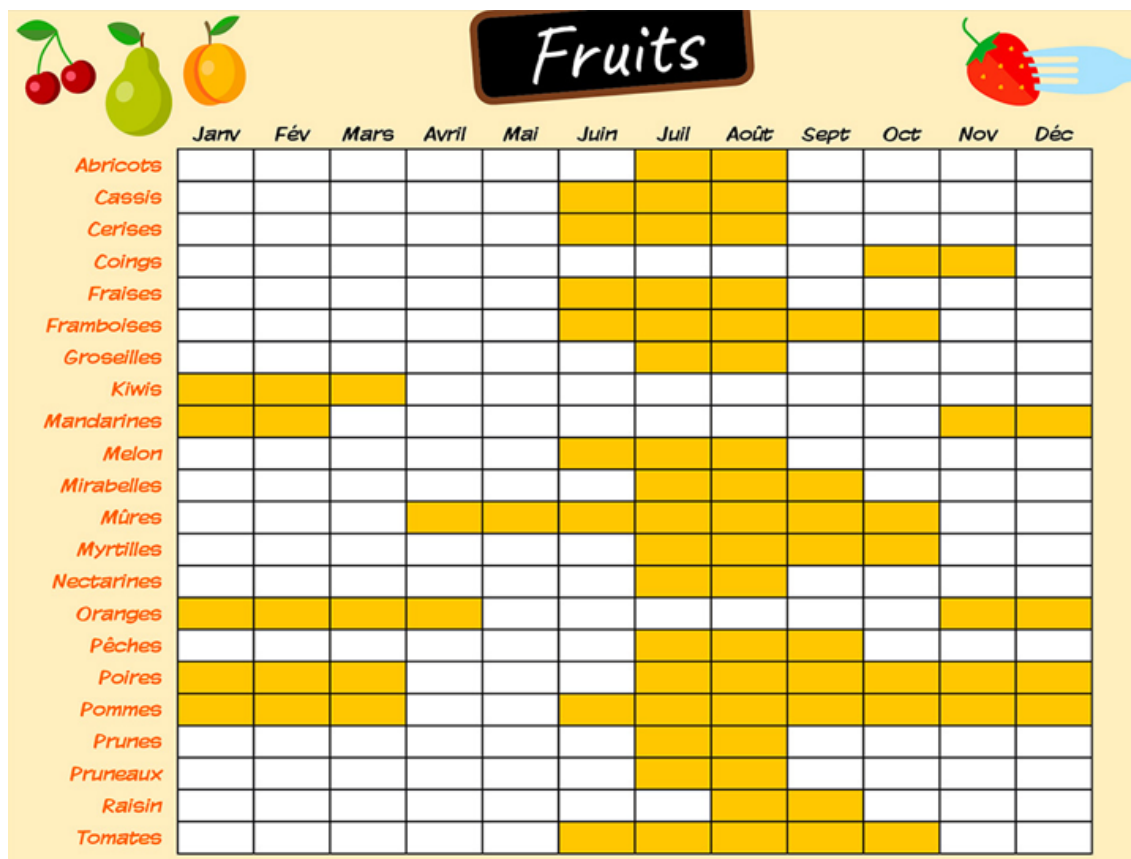 Fruits
Janv Fév Mars Avril Mai Juin Juil Août Sept Oct Nov Déc
Abricots
Cassis
Cerises
Coings
Fraises
Framboises
Groseilles
Kiwis
Mandarines
Melon
Mirabelles
Mûres
Myrtilles
Nectarines
Oranges
Pêches
Poires
Pommes
Prunes
Pruneaux
Raisin
Tomates